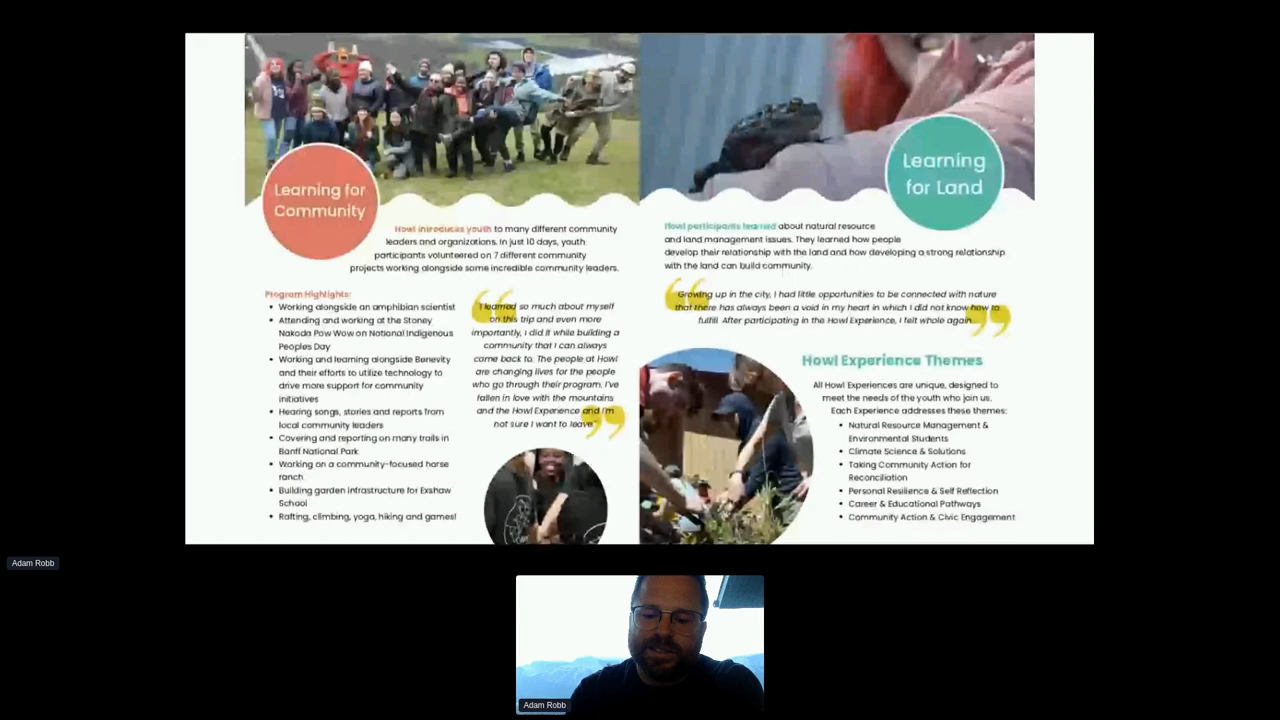 Learning for
Community
Howl introduces youth to many different community
leaders and organizations. In just 10 days, youth
participants volunteered on 7 different community
projects working alongside some incredible community leaders.
Program Highlights:
• Working alongside an amphibian scientist
• Attending and working at the Stoney
Nakoda Pow Wow on National Indigenous
Peoples Day
• Working and learning alongside Benevity
and their efforts to utilize technology to
drive more support for community
initiatives
• Hearing songs, stories and reports from
local community leaders
• Covering and reporting on many trails in
Banff National Park
• Working on a community-focused horse
ranch
• Building garden infrastructure for Exshaw
School
• Rafting, climbing, yoga, hiking and games!
"I learned so much about myself
on this trip and even more
importantly, I did it while building a
community that I can always
come back to. The people at Howl
are changing lives for the people
who go through their program. I've
fallen in love with the mountains
and the Howl Experience and I'm
not sure I want to leave"
Learning
for Land
Howl participants learned about natural resource
and land management issues. They learned how people
develop their relationship with the land and how developing a strong relationship
with the land can build community.
"Growing up in the city, I had little opportunities to be connected with nature
that there has always been a void in my heart in which I did not know how to
fulfill. After participating in the Howl Experience, I felt whole again."
Howl Experience Themes
All Howl Experiences are unique, designed to
meet the needs of the youth who join us.
Each Experience addresses these themes:
• Natural Resource Management &
Environmental Students
• Climate Science & Solutions
• Taking Community Action for
Reconciliation
• Personal Resilience & Self Reflection
• Career & Educational Pathways
• Community Action & Civic Engagement
Adam Robb
Adam Robb